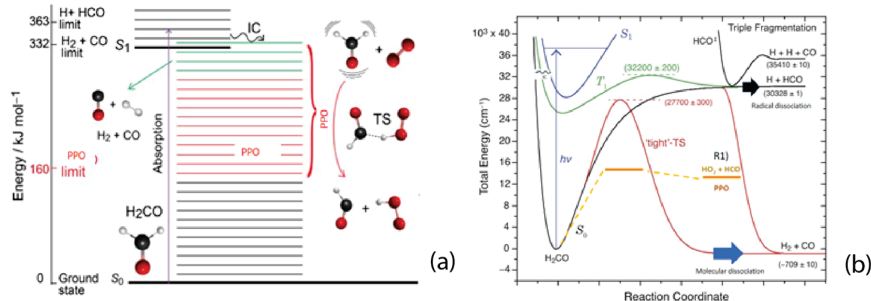 Energy / kJ mol−1
H+ HCO
limit
363
H2 + CO
limit
332
S1
IC
H2 + CO
Absorption
PPO
limit
160
PPO
PPO
TS
H2CO
0
Ground
state
S0
(a)
10³ x 40
36
32
28
24
20
16
12
8
4
0
−4
Total Energy (cm⁻¹)
Reaction Coordinate
S1
T1
(32200 ± 200)
(27700 ± 300)
'tight'-TS
hν
S0
H2CO
HCO‡
Triple Fragmentation
H + H + CO
(35410 ± 10)
H + HCO
(30328 ± 1)
Radical dissociation
R1)
HO2 + HCO
PPO
H2 + CO
(−709 ± 10)
Molecular dissociation
(b)